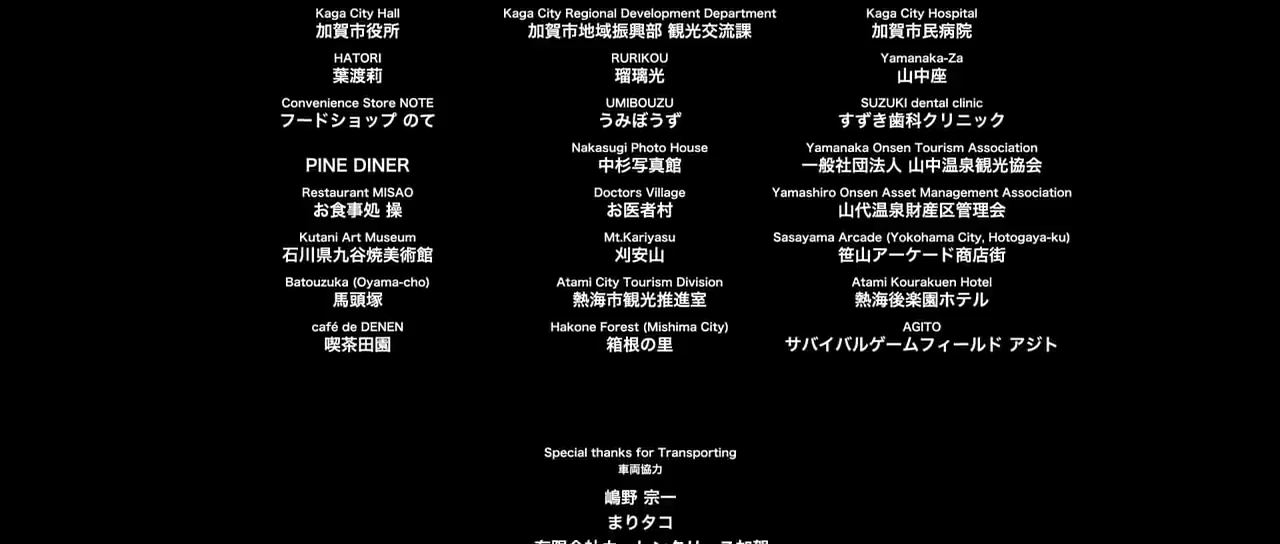 Kaga City Hall
加賀市役所
Kaga City Regional Development Department
加賀市地域振興部 観光交流課
Kaga City Hospital
加賀市民病院
HATORI
葉渡莉
RURIKOU
瑠璃光
Yamanaka-Za
山中座
Convenience Store NOTE
フードショップ のて
UMIBOUZU
うみぼうず
SUZUKI dental clinic
すずき歯科クリニック
PINE DINER
Nakasugi Photo House
中杉写真館
Yamanaka Onsen Tourism Association
一般社団法人 山中温泉観光協会
Restaurant MISAO
お食事処 操
Doctors Village
お医者村
Yamashiro Onsen Asset Management Association
山代温泉財産区管理会
Kutani Art Museum
石川県九谷焼美術館
Mt.Kariyasu
刈安山
Sasayama Arcade (Yokohama City, Hotogaya-ku)
笹山アーケード商店街
Batouzuka (Oyama-cho)
馬頭塚
Atami City Tourism Division
熱海市観光推進室
Atami Kourakuen Hotel
熱海後楽園ホテル
café de DENEN
喫茶田園
Hakone Forest (Mishima City)
箱根の里
AGITO
サバイバルゲームフィールド アジト
Special thanks for Transporting
車両協力
嶋野 宗一
まりタコ